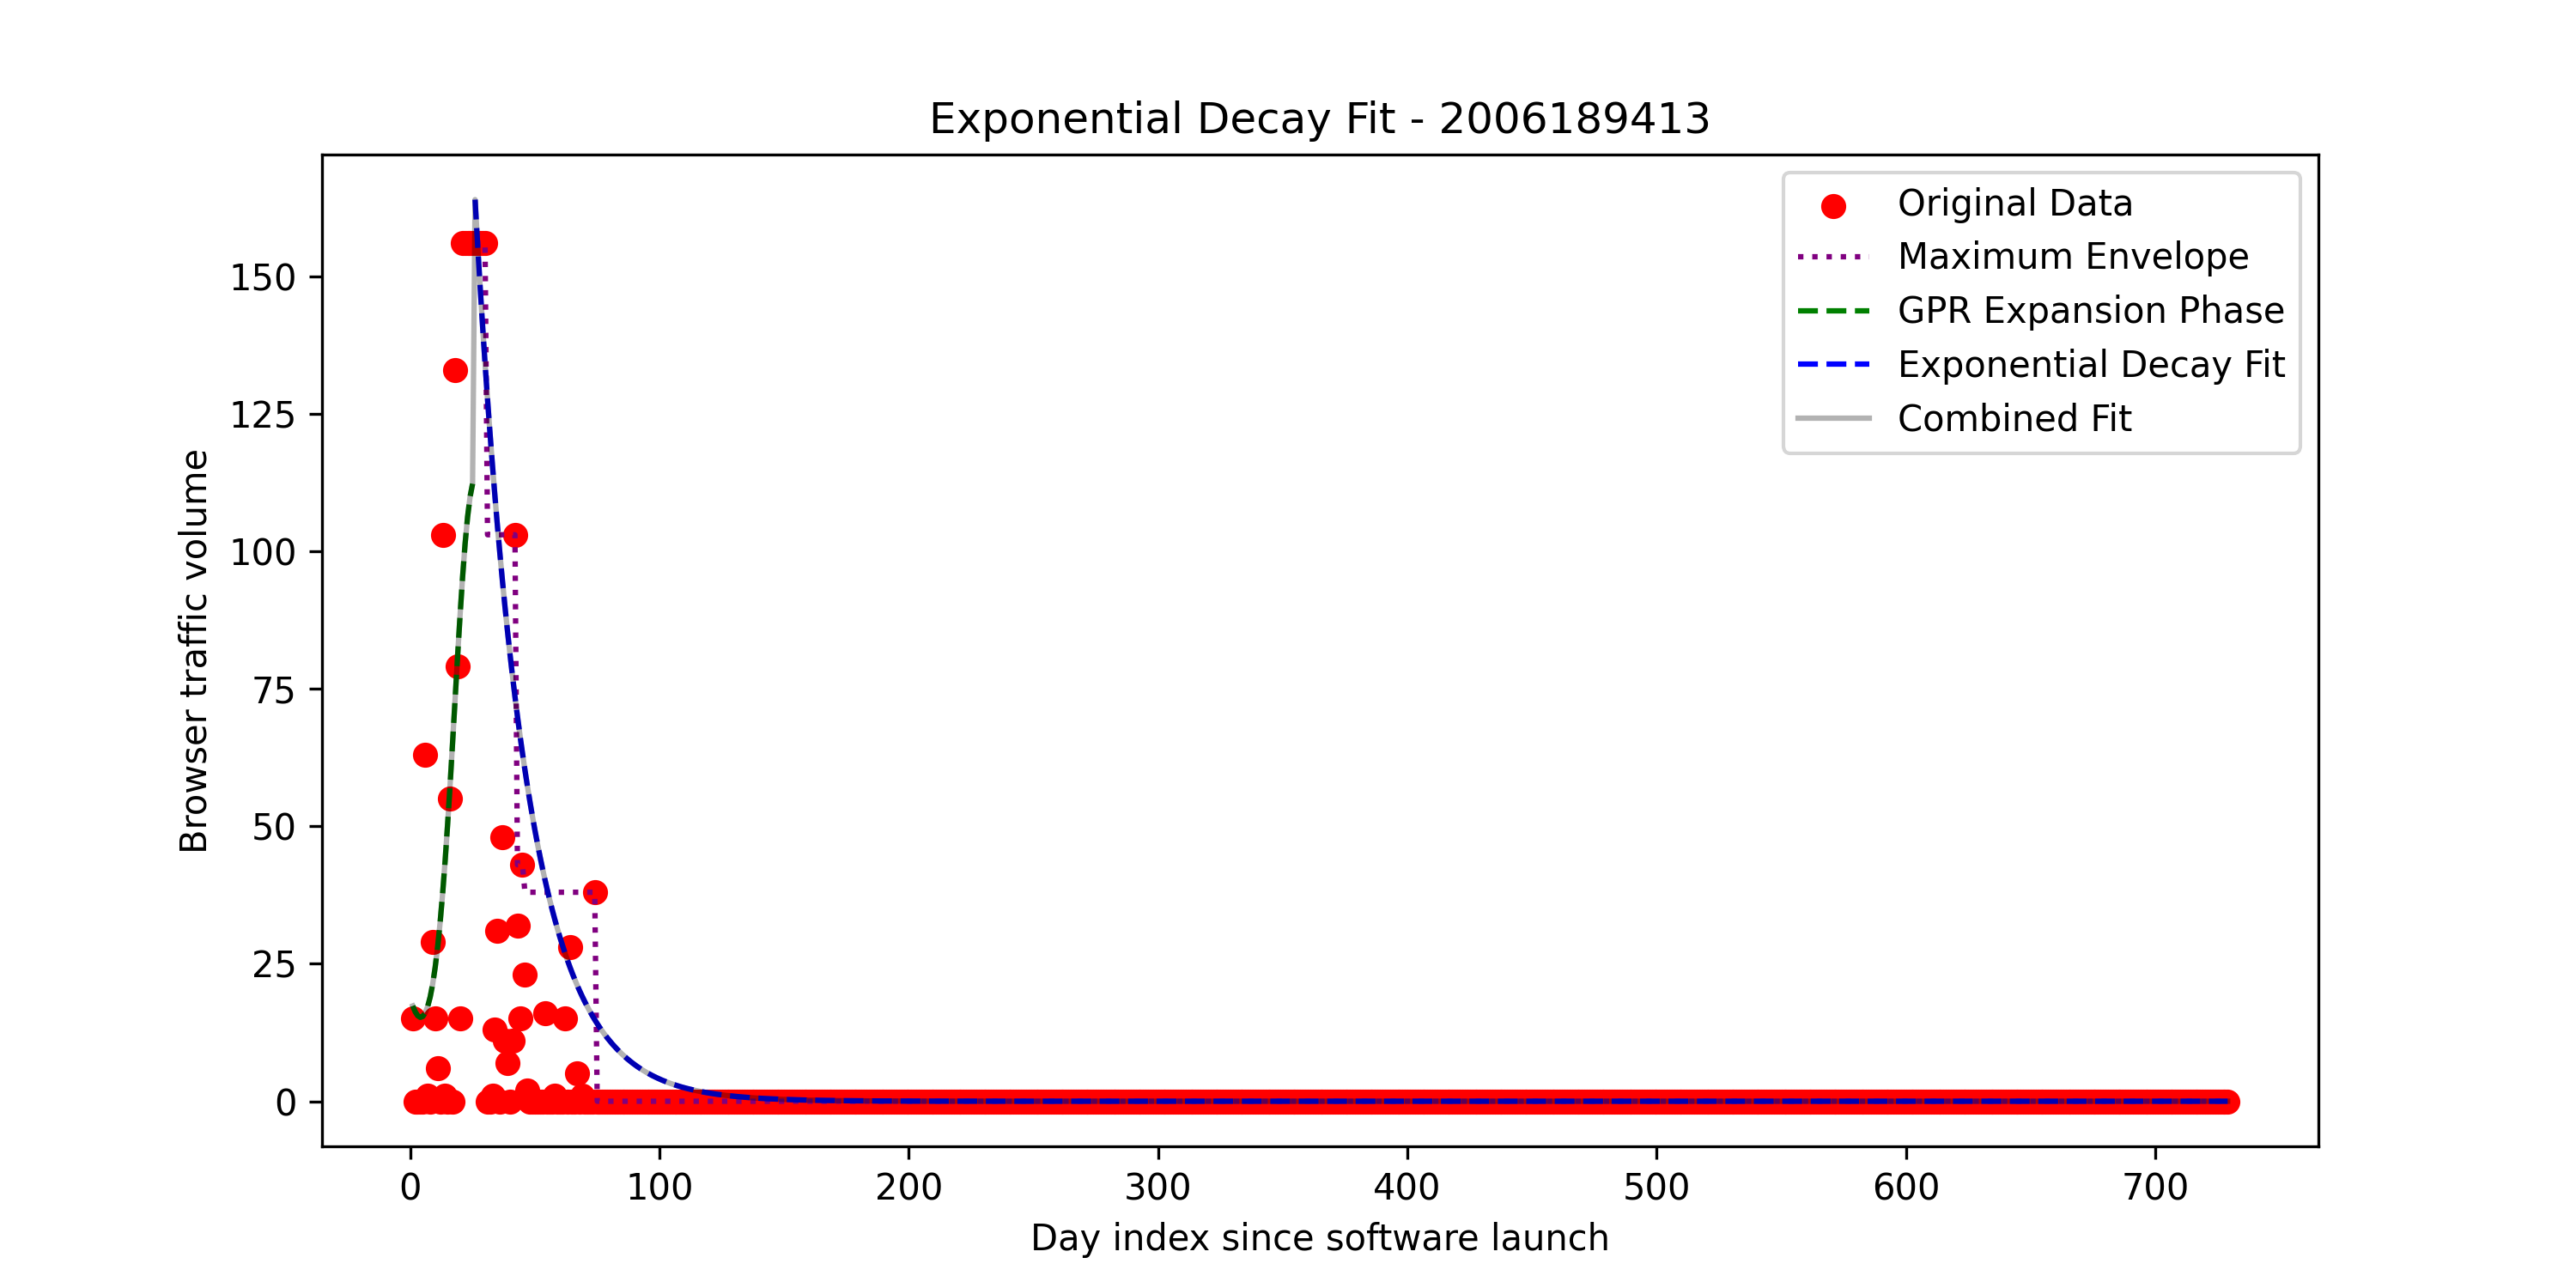 Exponential Decay Fit - 2006189413
Original Data
Maximum Envelope
GPR Expansion Phase
Exponential Decay Fit
Combined Fit
Browser traffic volume
150
125
100
75
50
25
0
0 100 200 300 400 500 600 700
Day index since software launch